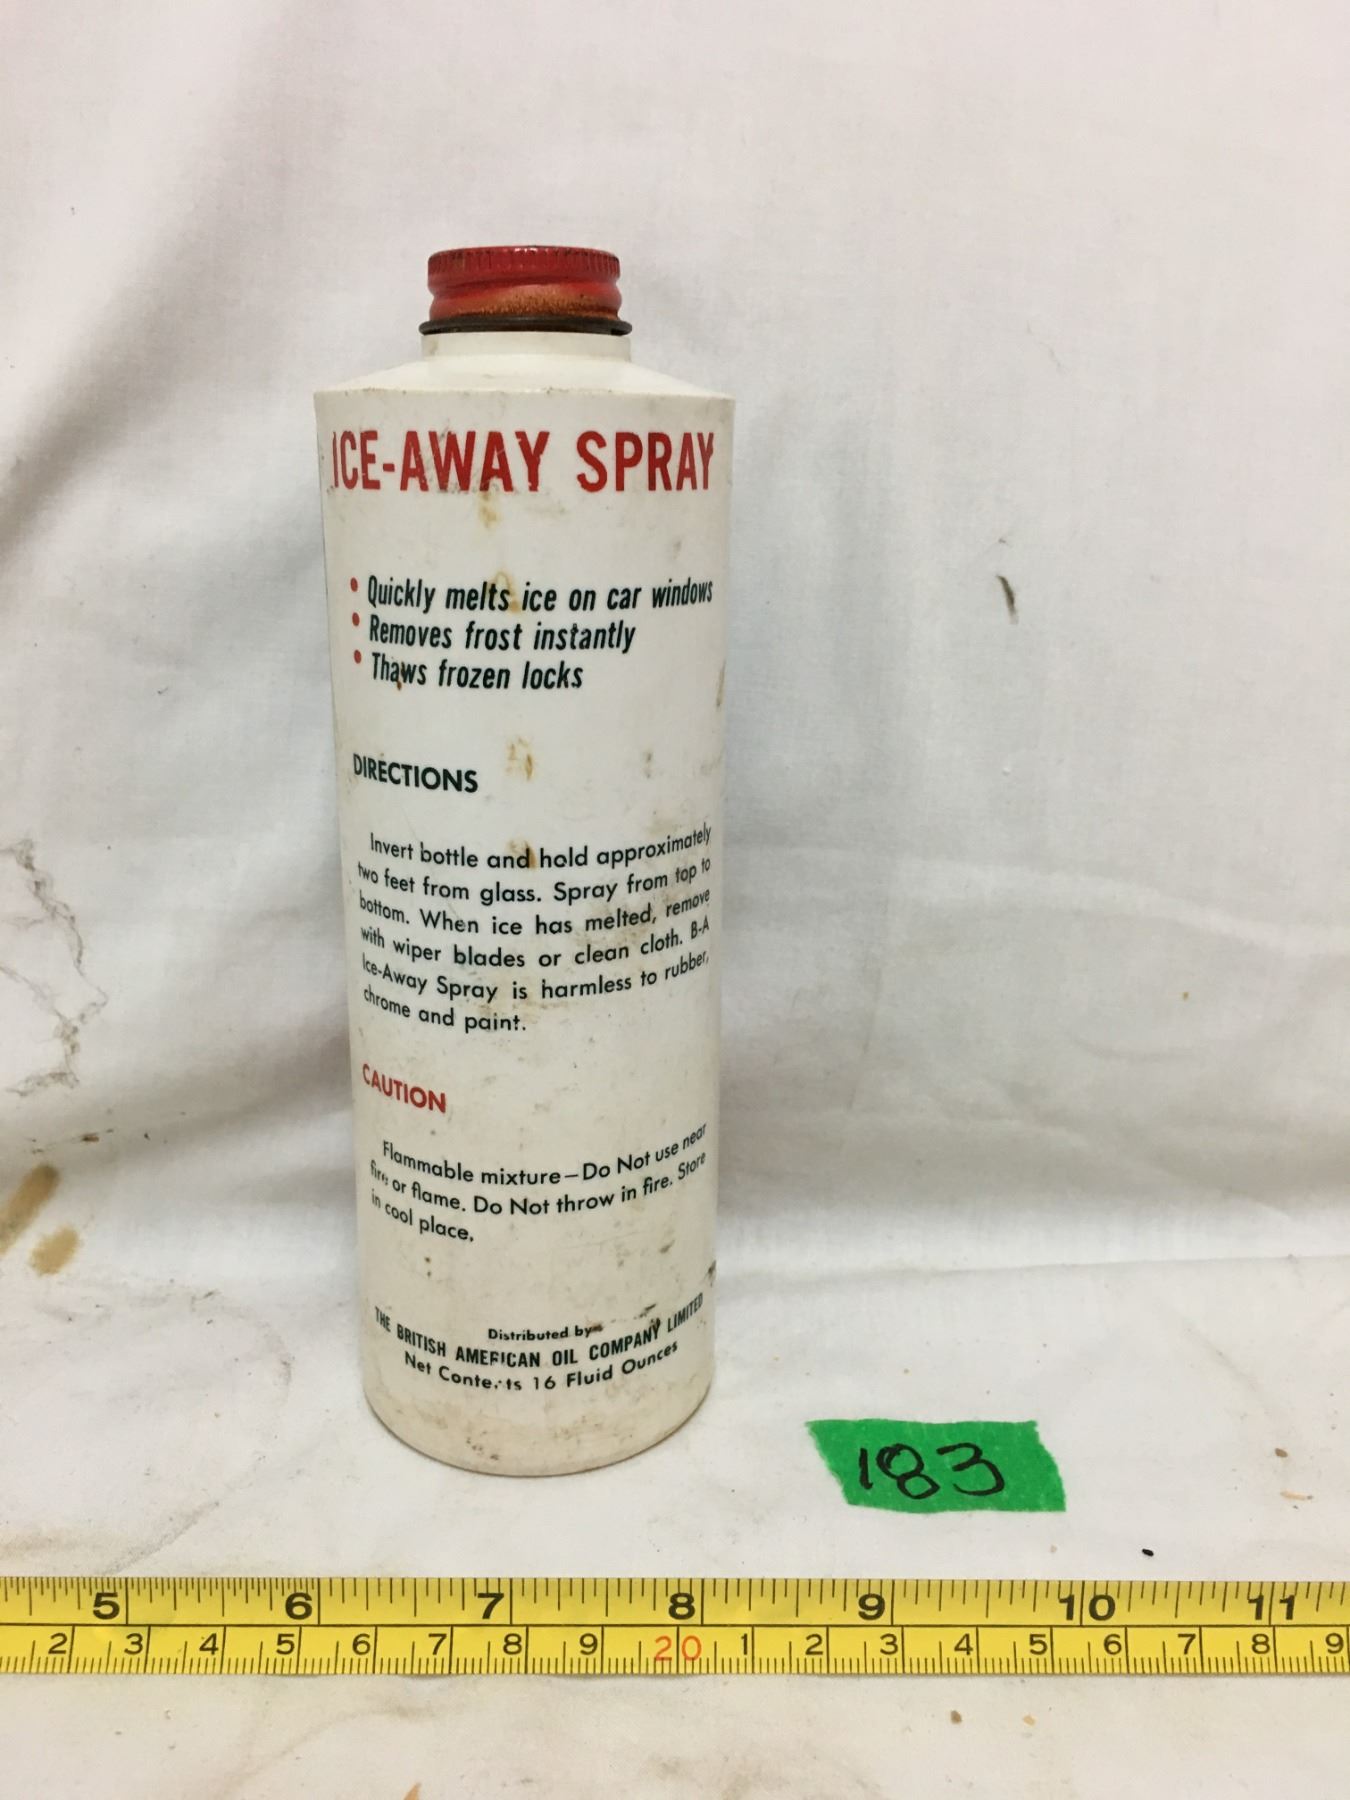 ICE-AWAY SPRAY
• Quickly melts ice on car windows
• Removes frost instantly
• Thaws frozen locks
DIRECTIONS
Invert bottle and hold approximately
two feet from glass. Spray from top to
bottom. When ice has melted, remove
with wiper blades or clean cloth. B-A
Ice-Away Spray is harmless to rubber,
chrome and paint.
CAUTION
Flammable mixture—Do Not use near
fire or flame. Do Not throw in fire. Store
in cool place.
Distributed by
THE BRITISH AMERICAN OIL COMPANY LIMITED
Net Contents 16 Fluid Ounces
183
5 6 7 8 9 10 11
2 3 4 5 6 7 8 9 20 1 2 3 4 5 6 7 8 9